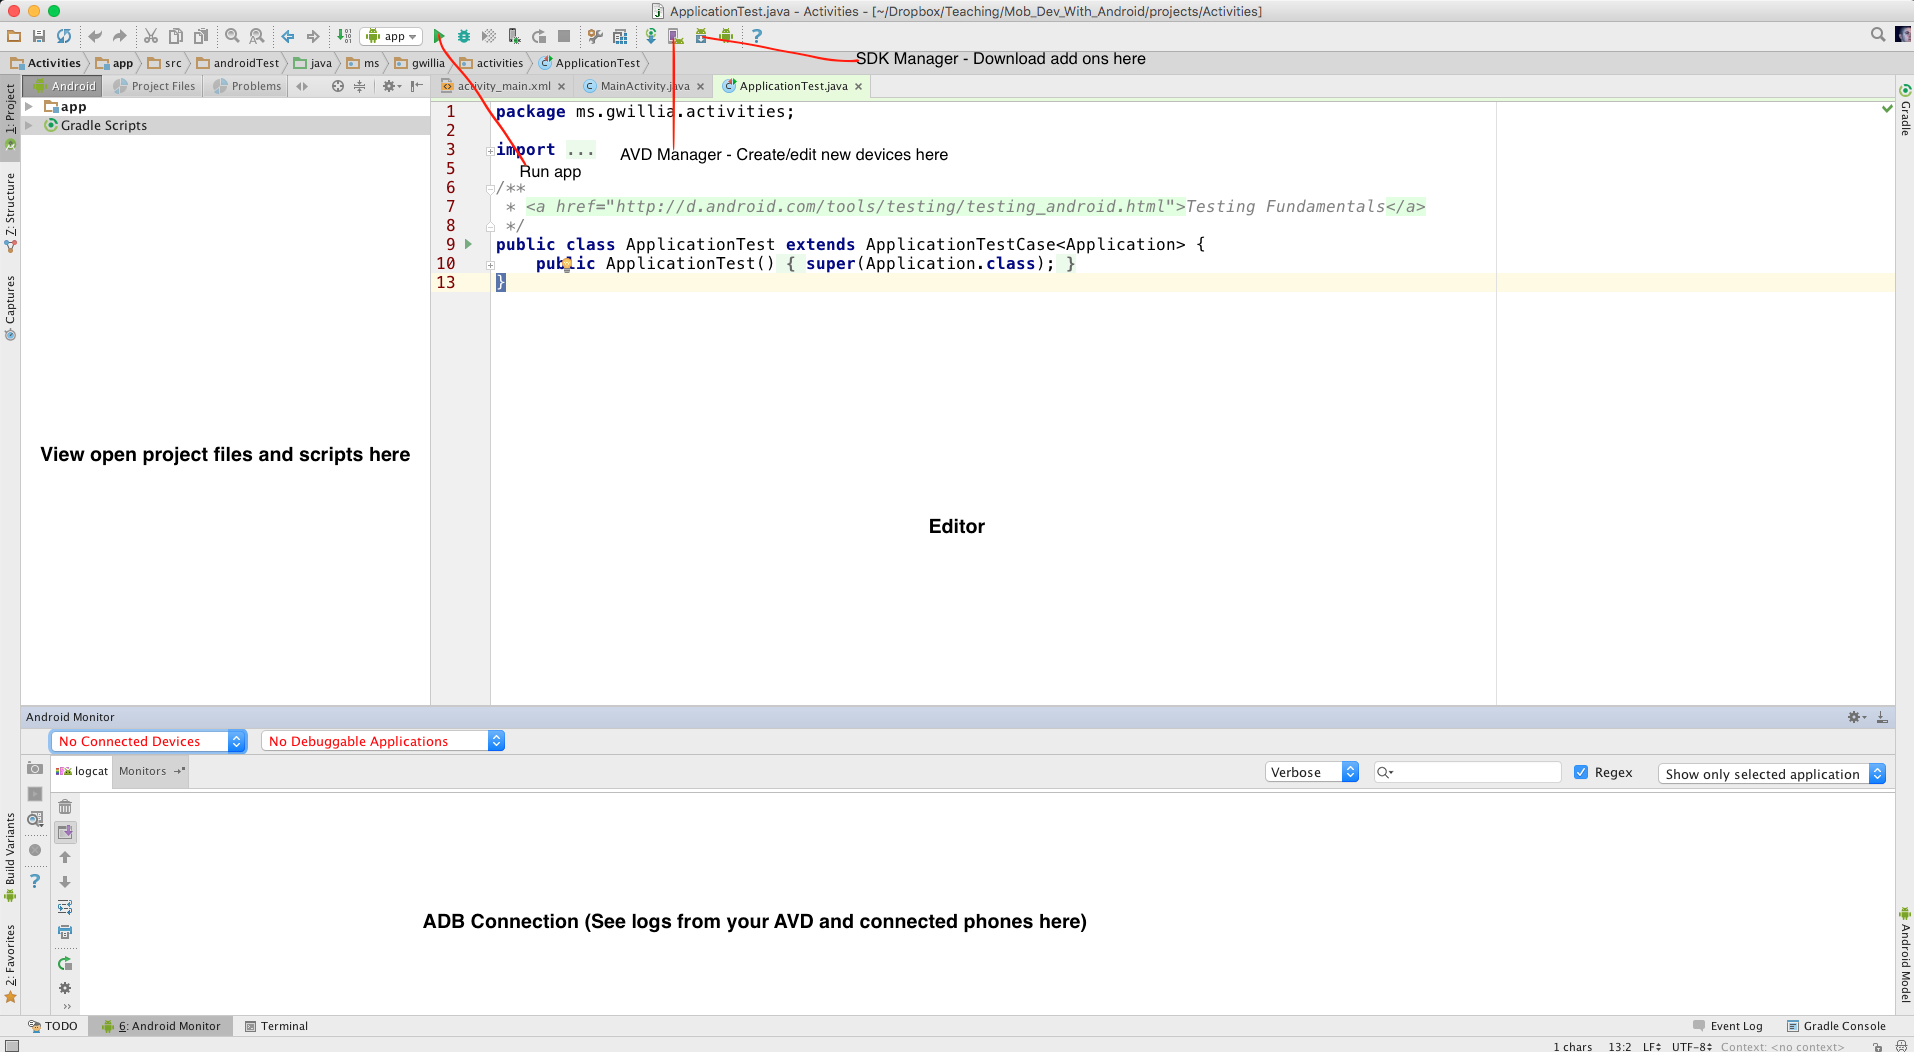 ApplicationTest.java - Activities - [~/Dropbox/Teaching/Mob_Dev_With_Android/projects/Activities]
app
SDK Manager - Download add ons here
Activities app src androidTest java ms gwillia activities ApplicationTest
Android Project Files Problems
activity_main.xml MainActivity.java ApplicationTest.java
1: Project
Z: Structure
Captures
Build Variants
2: Favorites
Gradle
Android Model
app
Gradle Scripts
View open project files and scripts here
1 package ms.gwillia.activities;
2
3 import ...
AVD Manager - Create/edit new devices here
5
Run app
6 /**
7 * <a href="http://d.android.com/tools/testing/testing_android.html">Testing Fundamentals</a>
8 */
9 public class ApplicationTest extends ApplicationTestCase<Application> {
10 public ApplicationTest() { super(Application.class); }
13 }
Editor
Android Monitor
No Connected Devices No Debuggable Applications
logcat Monitors
Verbose Regex Show only selected application
ADB Connection (See logs from your AVD and connected phones here)
TODO 6: Android Monitor Terminal Event Log Gradle Console
1 chars 13:2 LF UTF-8 Context: <no context>